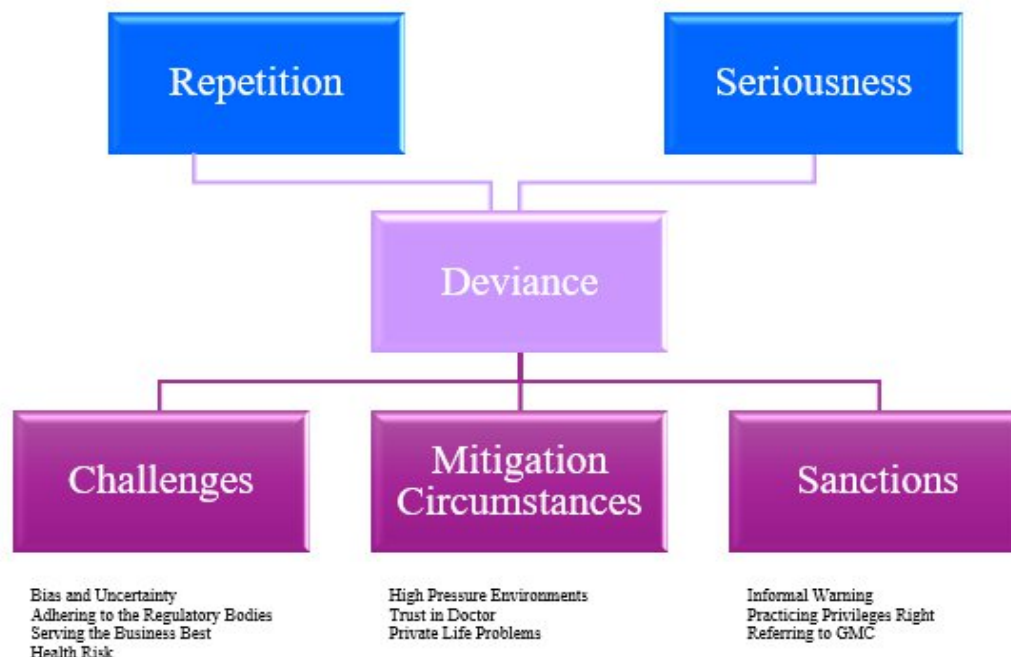 Repetition
Seriousness
Deviance
Challenges
Mitigation
Circumstances
Sanctions
Bias and Uncertainty
Adhering to the Regulatory Bodies
Serving the Business Best
Health Risk
High Pressure Environments
Trust in Doctor
Private Life Problems
Informal Warning
Practicing Privileges Right
Referring to GMC